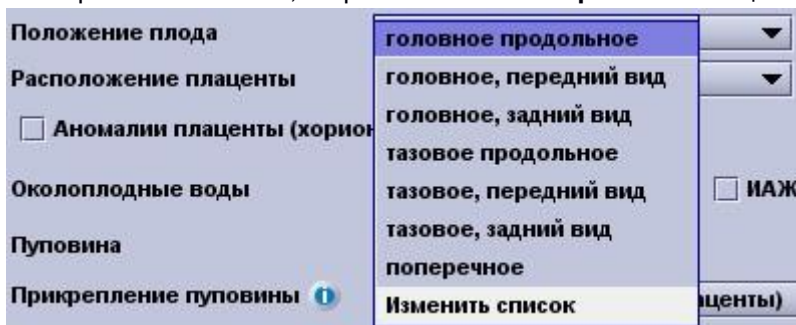 Положение плода
головное продольное
Расположение плаценты
головное, передний вид
головное, задний вид
Аномалии плаценты (хорион
тазовое продольное
Околоплодные воды
тазовое, передний вид
ИАЖ
тазовое, задний вид
Пуповина
поперечное
Прикрепление пуповины
Изменить список
центы)